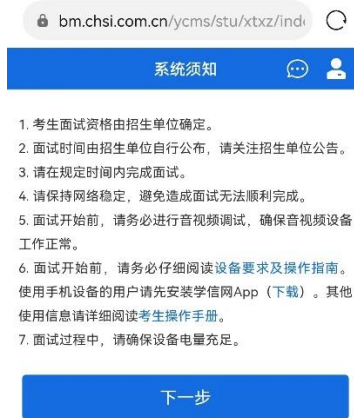 bm.chsi.com.cn/ycms/stu/xtxz/inde
系统须知
1. 考生面试资格由招生单位确定。
2. 面试时间由招生单位自行公布，请关注招生单位公告。
3. 请在规定时间内完成面试。
4. 请保持网络稳定，避免造成面试无法顺利完成。
5. 面试开始前，请务必进行音视频调试，确保音视频设备
工作正常。
6. 面试开始前，请务必仔细阅读设备要求及操作指南。
使用手机设备的用户请先安装学信网App（下载）。其他
使用信息请详细阅读考生操作手册。
7. 面试过程中，请确保设备电量充足。
下一步